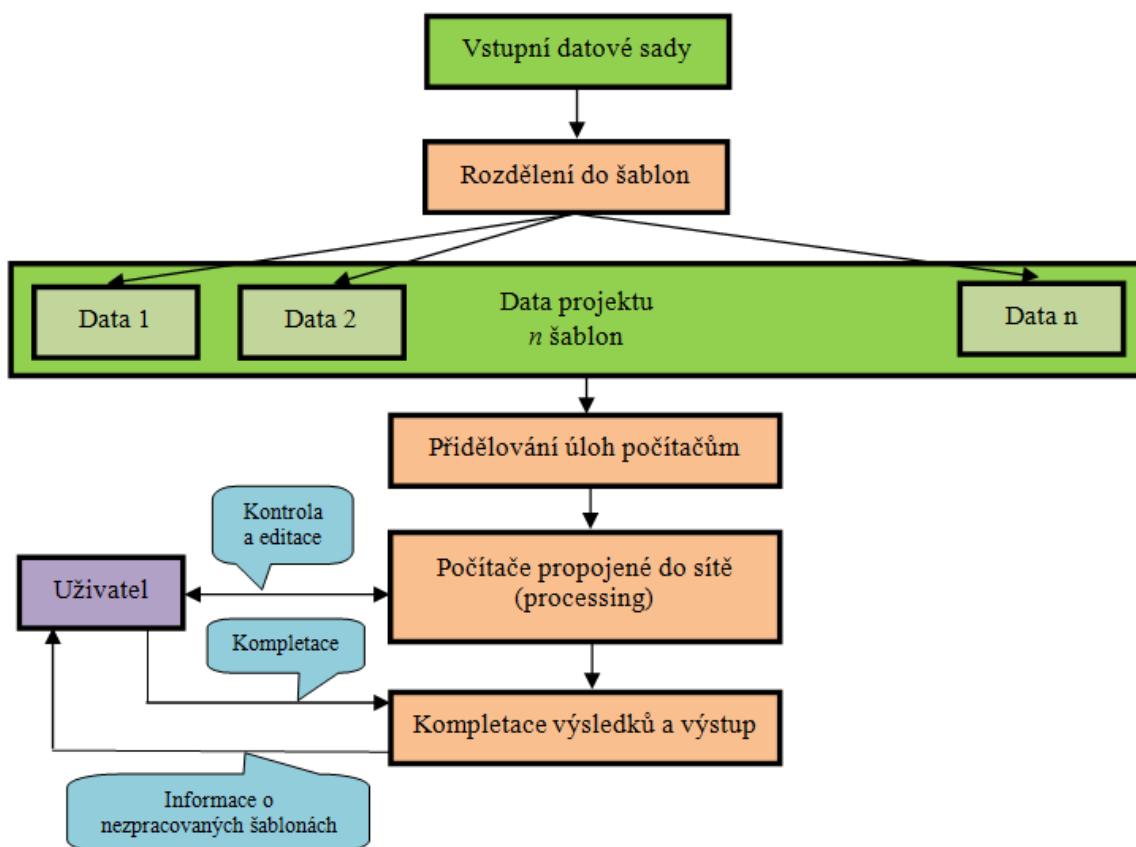 Vstupní datové sady
Rozdělení do šablon
Data 1
Data 2
Data projektu
n šablon
Data n
Přidělování úloh počítačům
Kontrola
a editace
Uživatel
Počítače propojené do sítě
(processing)
Kompletace
Kompletace výsledků a výstup
Informace o
nezpracovaných šablonách